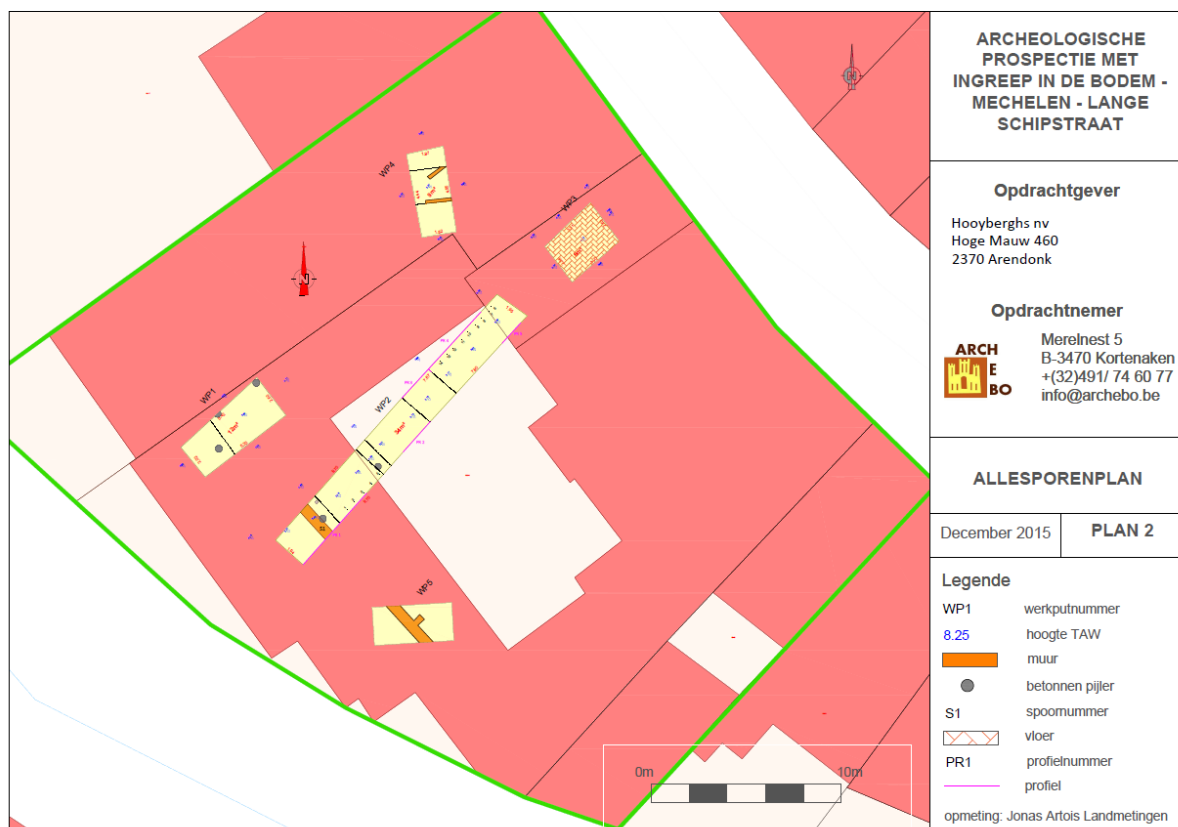 ARCHEOLOGISCHE
PROSPECTIE MET
INGREEP IN DE BODEM -
MECHELEN - LANGE
SCHIPSTRAAT
Opdrachtgever
Hooyberghs nv
Hoge Mauw 460
2370 Arendonk
Opdrachtnemer
ARCH
E
BO
Merelnest 5
B-3470 Kortenaken
+(32)491/ 74 60 77
info@archebo.be
ALLESPORENPLAN
December 2015
PLAN 2
Legende
WP1 werkputnummer
8.25 hoogte TAW
muur
betonnen pijler
S1 spoornummer
vloer
PR1 profielnummer
profiel
opmeting: Jonas Artois Landmetingen
WP4
WP3
WP1
12m²
WP2
34m²
WP5
N
0m
10m